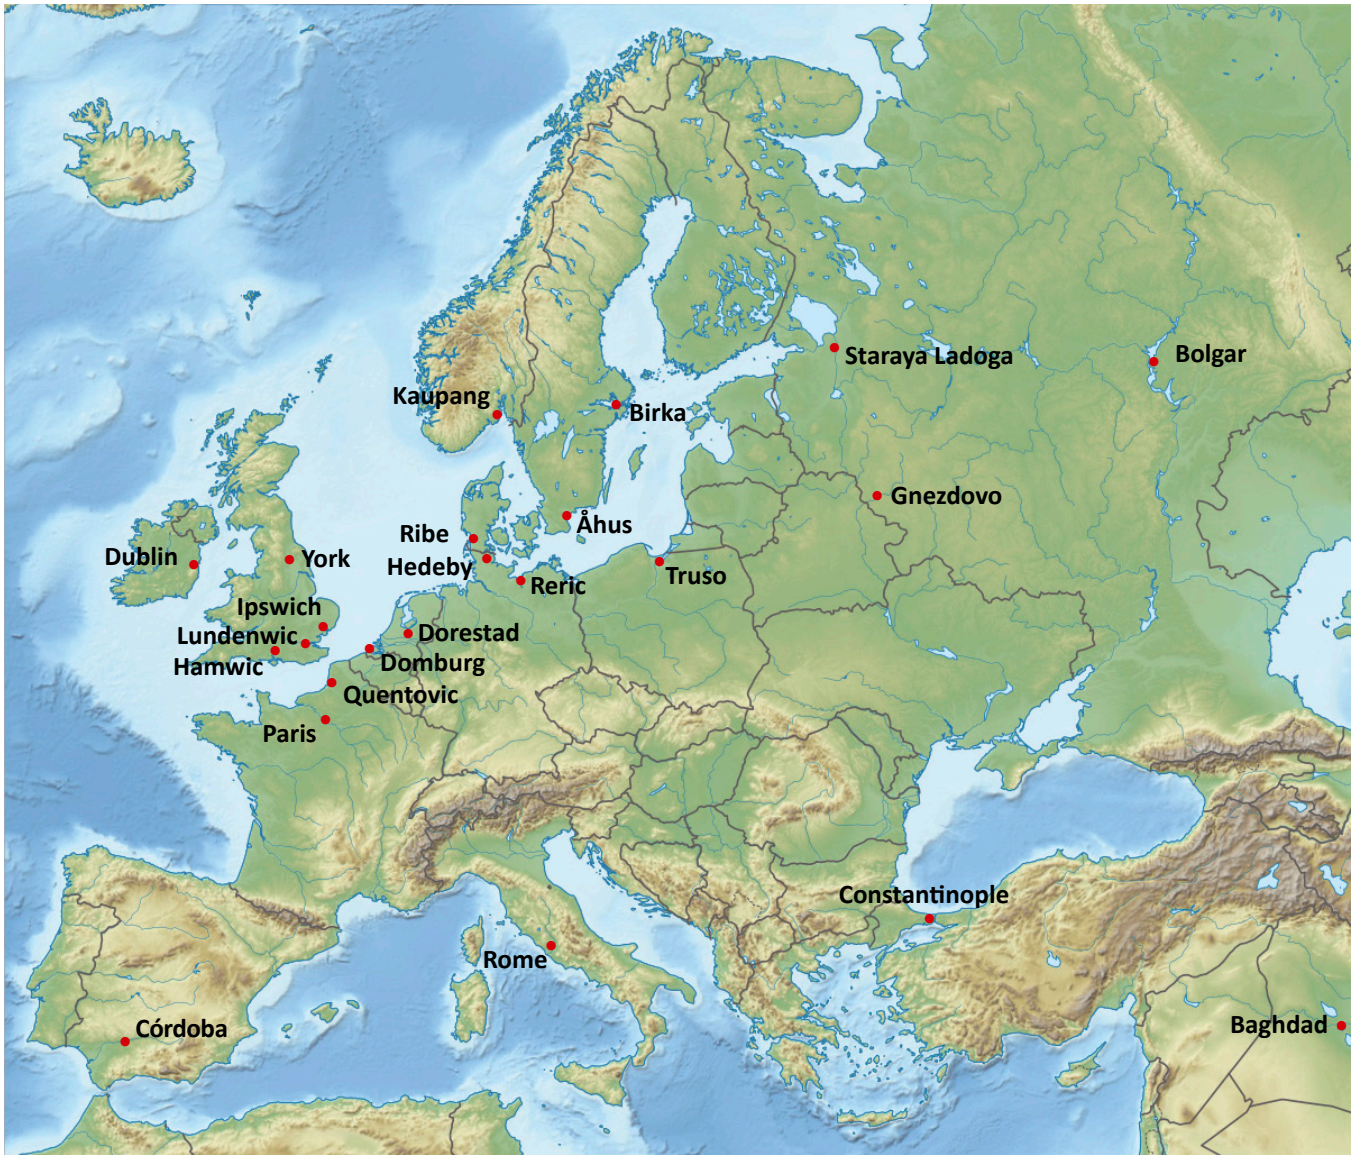 Staraya Ladoga
Bolgar
Kaupang
Birka
Gnezdovo
Åhus
Ribe
Dublin
York
Hedeby
Truso
Reric
Ipswich
Lundenwic
Dorestad
Hamwic
Domburg
Quentovic
Paris
Constantinople
Rome
Córdoba
Baghdad